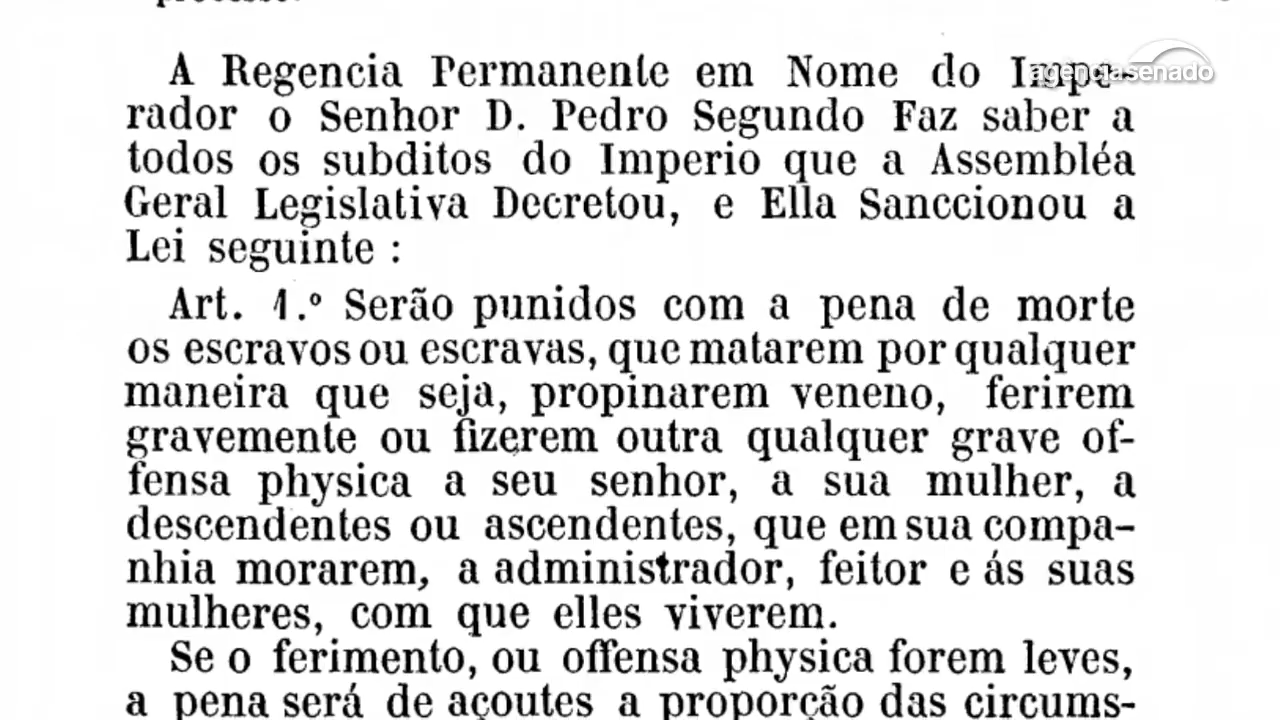 agênciasenado
A Regencia Permanente em Nome do Impe-
rador o Senhor D. Pedro Segundo Faz saber a
todos os subditos do Imperio que a Assembléa
Geral Legislativa Decretou, e Ella Sanccionou a
Lei seguinte :
Art. 1.º Serão punidos com a pena de morte
os escravos ou escravas, que matarem por qualquer
maneira que seja, propinarem veneno, ferirem
gravemente ou fizerem outra qualquer grave of-
fensa physica a seu senhor, a sua mulher, a
descendentes ou ascendentes, que em sua compa-
nhia morarem, a administrador, feitor e ás suas
mulheres, com que elles viverem.
Se o ferimento, ou offensa physica forem leves,
a pena será de açoutes a proporção das circums-